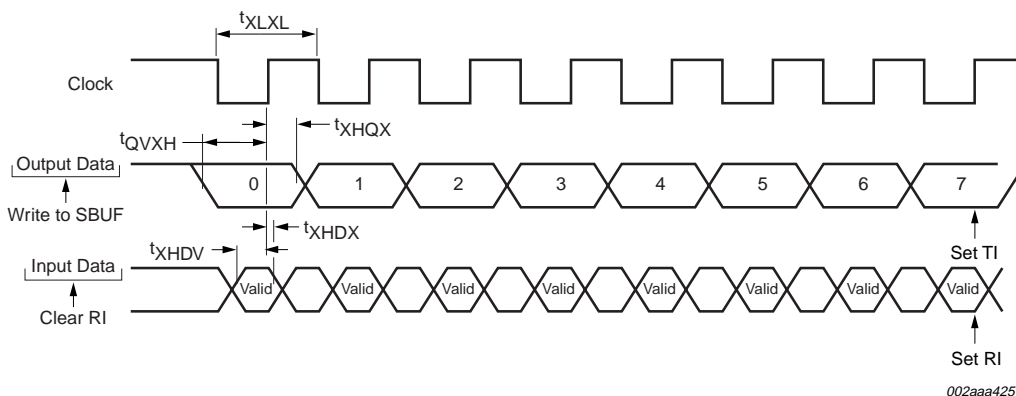 tXLXL
Clock
tQVXH
tXHQX
Output Data
0 1 2 3 4 5 6 7
Write to SBUF
tXHDX
Set TI
tXHDV
Input Data
Valid Valid Valid Valid Valid Valid Valid Valid
Clear RI
Set RI
002aaa425